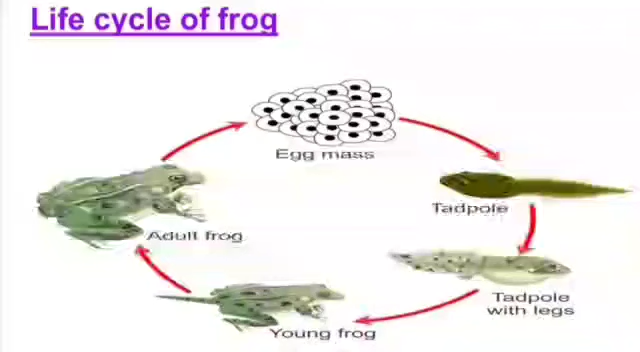 Life cycle of frog
Egg mass
Tadpole
Adult frog
Tadpole
with legs
Young frog